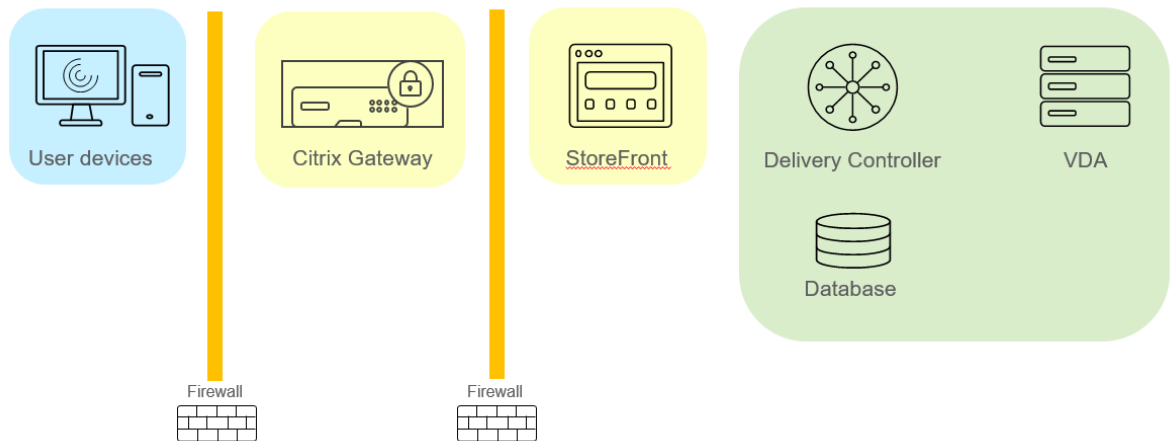 User devices
Citrix Gateway
StoreFront
Delivery Controller
VDA
Database
Firewall
Firewall